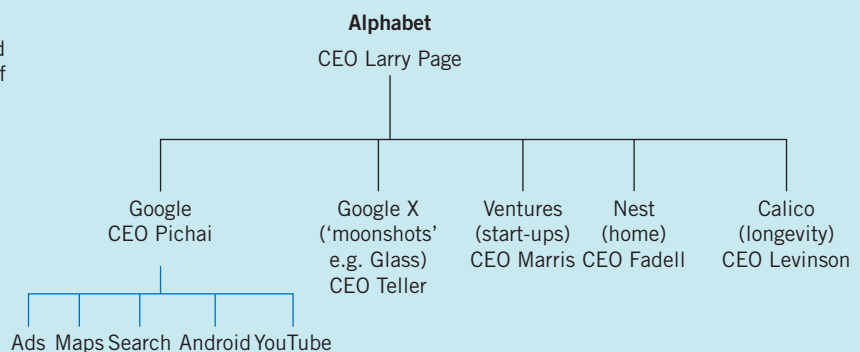 Alphabet
d
CEO Larry Page
f
Google
CEO Pichai
Google X
('moonshots'
e.g. Glass)
CEO Teller
Ventures
(start-ups)
CEO Marris
Nest
(home)
CEO Fadell
Calico
(longevity)
CEO Levinson
Ads Maps Search Android YouTube